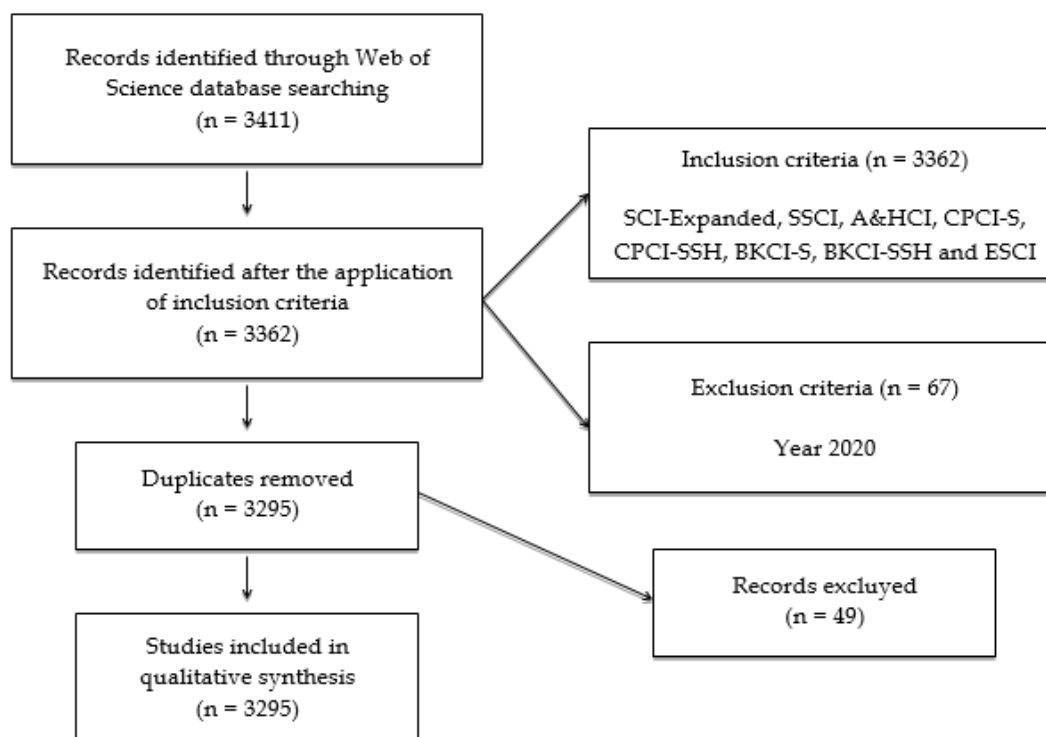 Records identified through Web of
Science database searching
(n = 3411)
Inclusion criteria (n = 3362)
SCI-Expanded, SSCI, A&HCI, CPCI-S,
CPCI-SSH, BKCI-S, BKCI-SSH and ESCI
Records identified after the application
of inclusion criteria
(n = 3362)
Exclusion criteria (n = 67)
Year 2020
Duplicates removed
(n = 3295)
Records excluyed
(n = 49)
Studies included in
qualitative synthesis
(n = 3295)